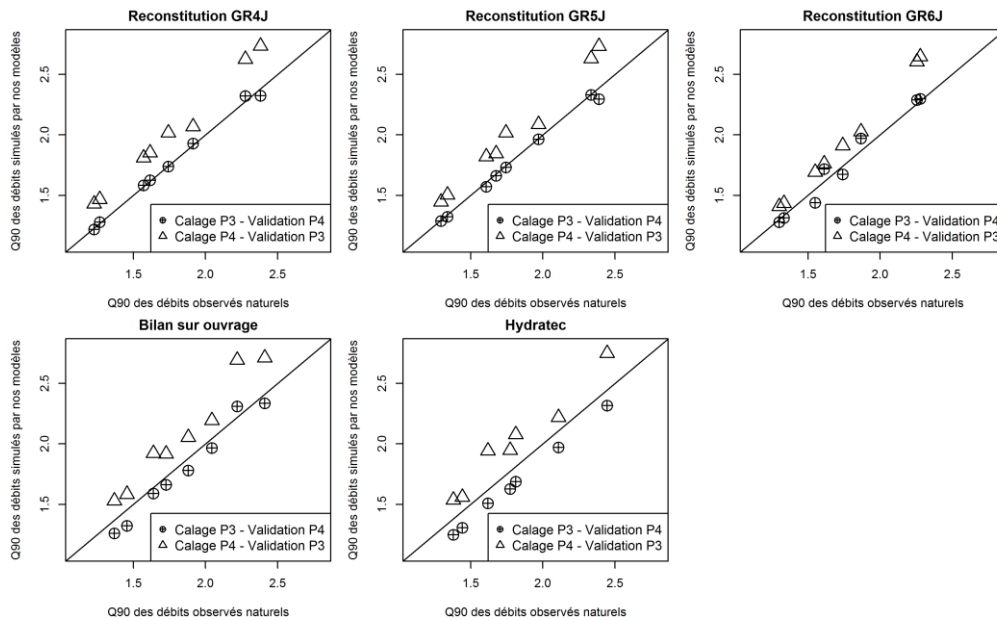 Reconstitution GR4J
Q90 des débits simulés par nos modèles
2.5
2.0
1.5
Calage P3 - Validation P4
Calage P4 - Validation P3
1.5 2.0 2.5
Q90 des débits observés naturels
Reconstitution GR5J
Q90 des débits simulés par nos modèles
2.5
2.0
1.5
Calage P3 - Validation P4
Calage P4 - Validation P3
1.5 2.0 2.5
Q90 des débits observés naturels
Reconstitution GR6J
Q90 des débits simulés par nos modèles
2.5
2.0
1.5
Calage P3 - Validation P4
Calage P4 - Validation P3
1.5 2.0 2.5
Q90 des débits observés naturels
Bilan sur ouvrage
Q90 des débits simulés par nos modèles
2.5
2.0
1.5
Calage P3 - Validation P4
Calage P4 - Validation P3
1.5 2.0 2.5
Q90 des débits observés naturels
Hydratec
Q90 des débits simulés par nos modèles
2.5
2.0
1.5
Calage P3 - Validation P4
Calage P4 - Validation P3
1.5 2.0 2.5
Q90 des débits observés naturels